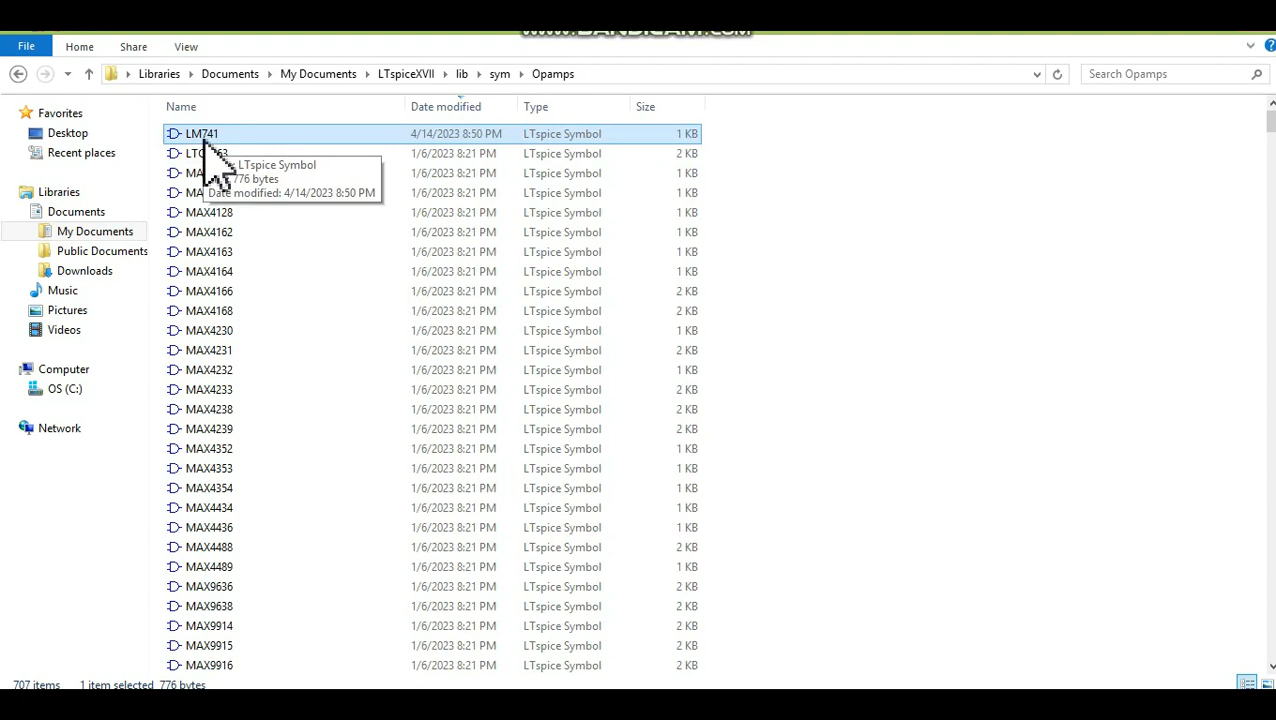 www.BANDICAM.com
File Home Share View
Libraries Documents My Documents LTspiceXVII lib sym Opamps Search Opamps
Name Date modified Type Size
Favorites
Desktop
Recent places
Libraries
Documents
My Documents
Public Documents
Downloads
Music
Pictures
Videos
Computer
OS (C:)
Network
LM741 4/14/2023 8:50 PM LTspice Symbol 1 KB
1/6/2023 8:21 PM LTspice Symbol 2 KB
LTspice Symbol
776 bytes
Date modified: 4/14/2023 8:50 PM
1/6/2023 8:21 PM LTspice Symbol 1 KB
1/6/2023 8:21 PM LTspice Symbol 1 KB
MAX4128 1/6/2023 8:21 PM LTspice Symbol 1 KB
MAX4162 1/6/2023 8:21 PM LTspice Symbol 1 KB
MAX4163 1/6/2023 8:21 PM LTspice Symbol 1 KB
MAX4164 1/6/2023 8:21 PM LTspice Symbol 1 KB
MAX4166 1/6/2023 8:21 PM LTspice Symbol 2 KB
MAX4168 1/6/2023 8:21 PM LTspice Symbol 2 KB
MAX4230 1/6/2023 8:21 PM LTspice Symbol 1 KB
MAX4231 1/6/2023 8:21 PM LTspice Symbol 2 KB
MAX4232 1/6/2023 8:21 PM LTspice Symbol 1 KB
MAX4233 1/6/2023 8:21 PM LTspice Symbol 2 KB
MAX4238 1/6/2023 8:21 PM LTspice Symbol 2 KB
MAX4239 1/6/2023 8:21 PM LTspice Symbol 2 KB
MAX4352 1/6/2023 8:21 PM LTspice Symbol 1 KB
MAX4353 1/6/2023 8:21 PM LTspice Symbol 1 KB
MAX4354 1/6/2023 8:21 PM LTspice Symbol 1 KB
MAX4434 1/6/2023 8:21 PM LTspice Symbol 1 KB
MAX4436 1/6/2023 8:21 PM LTspice Symbol 1 KB
MAX4488 1/6/2023 8:21 PM LTspice Symbol 2 KB
MAX4489 1/6/2023 8:21 PM LTspice Symbol 1 KB
MAX9636 1/6/2023 8:21 PM LTspice Symbol 2 KB
MAX9638 1/6/2023 8:21 PM LTspice Symbol 2 KB
MAX9914 1/6/2023 8:21 PM LTspice Symbol 1 KB
MAX9915 1/6/2023 8:21 PM LTspice Symbol 2 KB
MAX9916 1/6/2023 8:21 PM LTspice Symbol 2 KB
707 items 1 item selected 776 bytes